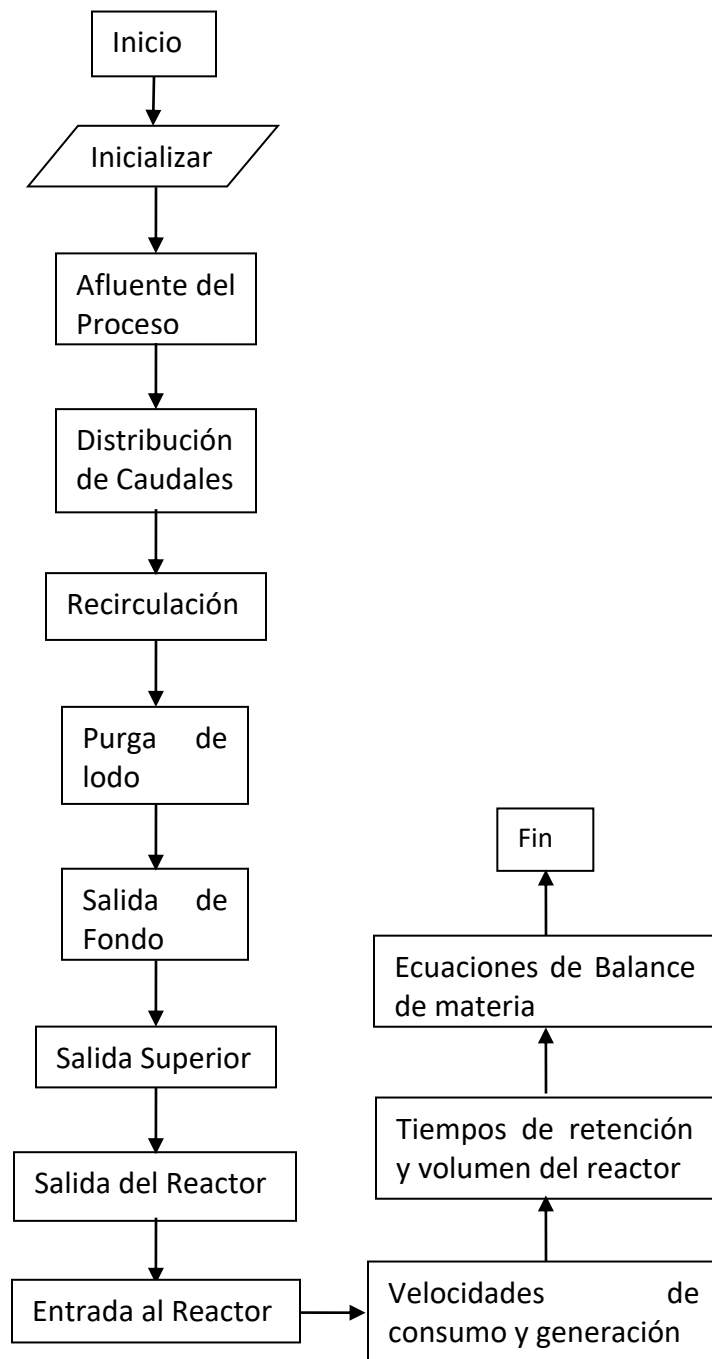 Inicio
Inicializar
Afluente del
Proceso
Distribución
de Caudales
Recirculación
Purga de
lodo
Salida de
Fondo
Salida Superior
Salida del Reactor
Entrada al Reactor
Velocidades de
consumo y generación
Tiempos de retención
y volumen del reactor
Ecuaciones de Balance
de materia
Fin